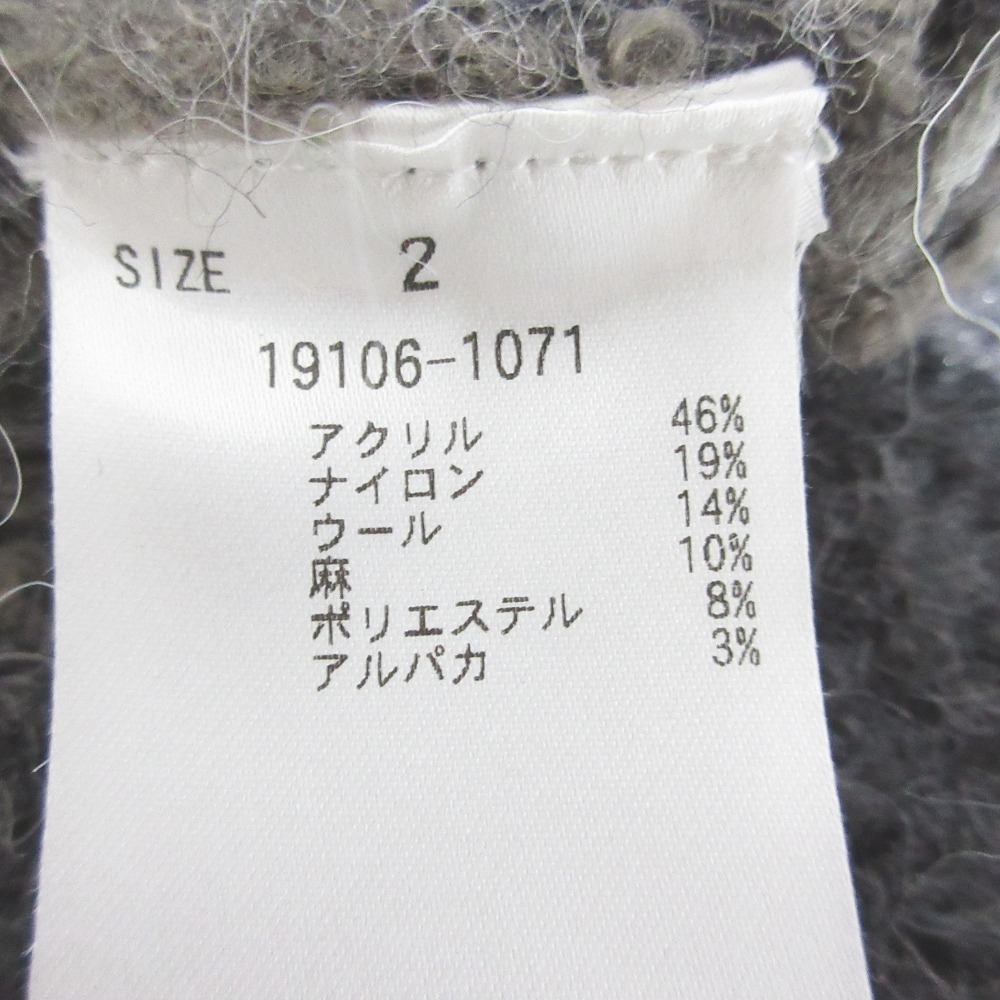 SIZE 2
19106-1071
アクリル 46%
ナイロン 19%
ウール 14%
麻 10%
ポリエステル 8%
アルパカ 3%